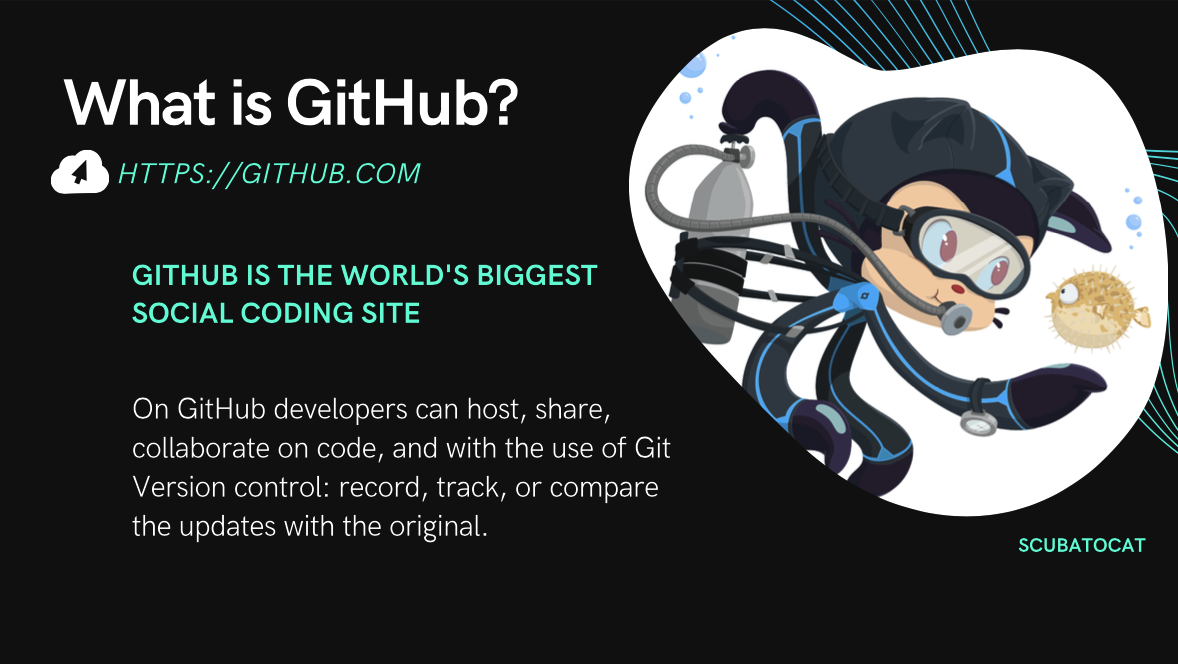 What is GitHub?
HTTPS://GITHUB.COM
GITHUB IS THE WORLD'S BIGGEST
SOCIAL CODING SITE
On GitHub developers can host, share,
collaborate on code, and with the use of Git
Version control: record, track, or compare
the updates with the original.
SCUBATOCAT